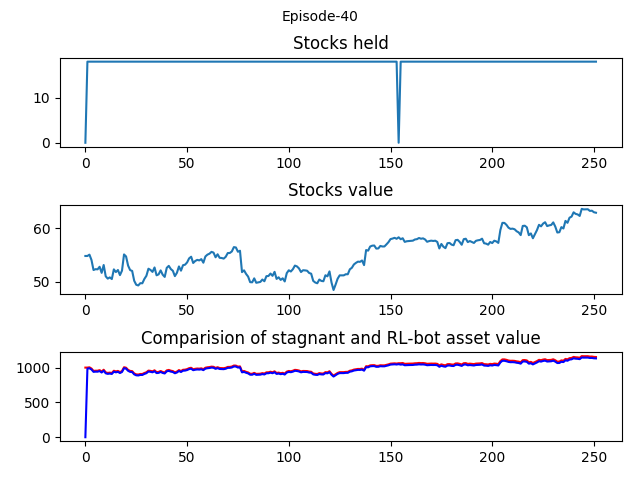 Episode-40
Stocks held
10
0
0 50 100 150 200 250
Stocks value
60
50
0 50 100 150 200 250
Comparision of stagnant and RL-bot asset value
1000
500
0
0 50 100 150 200 250